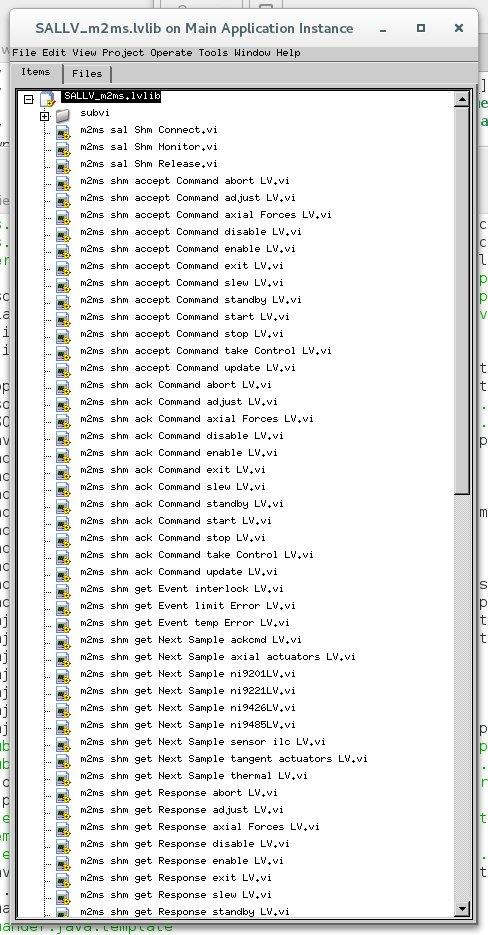 SALLV_m2ms.lvlib on Main Application Instance
File Edit View Project Operate Tools Window Help
Items Files
SALLV_m2ms.lvlib
subvi
m2ms sal Shm Connect.vi
m2ms sal Shm Monitor.vi
m2ms sal Shm Release.vi
m2ms shm accept Command abort LV.vi
m2ms shm accept Command adjust LV.vi
m2ms shm accept Command axial Forces LV.vi
m2ms shm accept Command disable LV.vi
m2ms shm accept Command enable LV.vi
m2ms shm accept Command exit LV.vi
m2ms shm accept Command slew LV.vi
m2ms shm accept Command standby LV.vi
m2ms shm accept Command start LV.vi
m2ms shm accept Command stop LV.vi
m2ms shm accept Command take Control LV.vi
m2ms shm accept Command update LV.vi
m2ms shm ack Command abort LV.vi
m2ms shm ack Command adjust LV.vi
m2ms shm ack Command axial Forces LV.vi
m2ms shm ack Command disable LV.vi
m2ms shm ack Command enable LV.vi
m2ms shm ack Command exit LV.vi
m2ms shm ack Command slew LV.vi
m2ms shm ack Command standby LV.vi
m2ms shm ack Command start LV.vi
m2ms shm ack Command stop LV.vi
m2ms shm ack Command take Control LV.vi
m2ms shm ack Command update LV.vi
m2ms shm get Event interlock LV.vi
m2ms shm get Event limit Error LV.vi
m2ms shm get Event temp Error LV.vi
m2ms shm get Next Sample ackcmd LV.vi
m2ms shm get Next Sample axial actuators LV.vi
m2ms shm get Next Sample ni9201LV.vi
m2ms shm get Next Sample ni9221LV.vi
m2ms shm get Next Sample ni9426LV.vi
m2ms shm get Next Sample ni9485LV.vi
m2ms shm get Next Sample sensor ilc LV.vi
m2ms shm get Next Sample tangent actuators LV.vi
m2ms shm get Next Sample thermal LV.vi
m2ms shm get Response abort LV.vi
m2ms shm get Response adjust LV.vi
m2ms shm get Response axial Forces LV.vi
m2ms shm get Response disable LV.vi
m2ms shm get Response enable LV.vi
m2ms shm get Response exit LV.vi
m2ms shm get Response slew LV.vi
m2ms shm get Response standby LV.vi